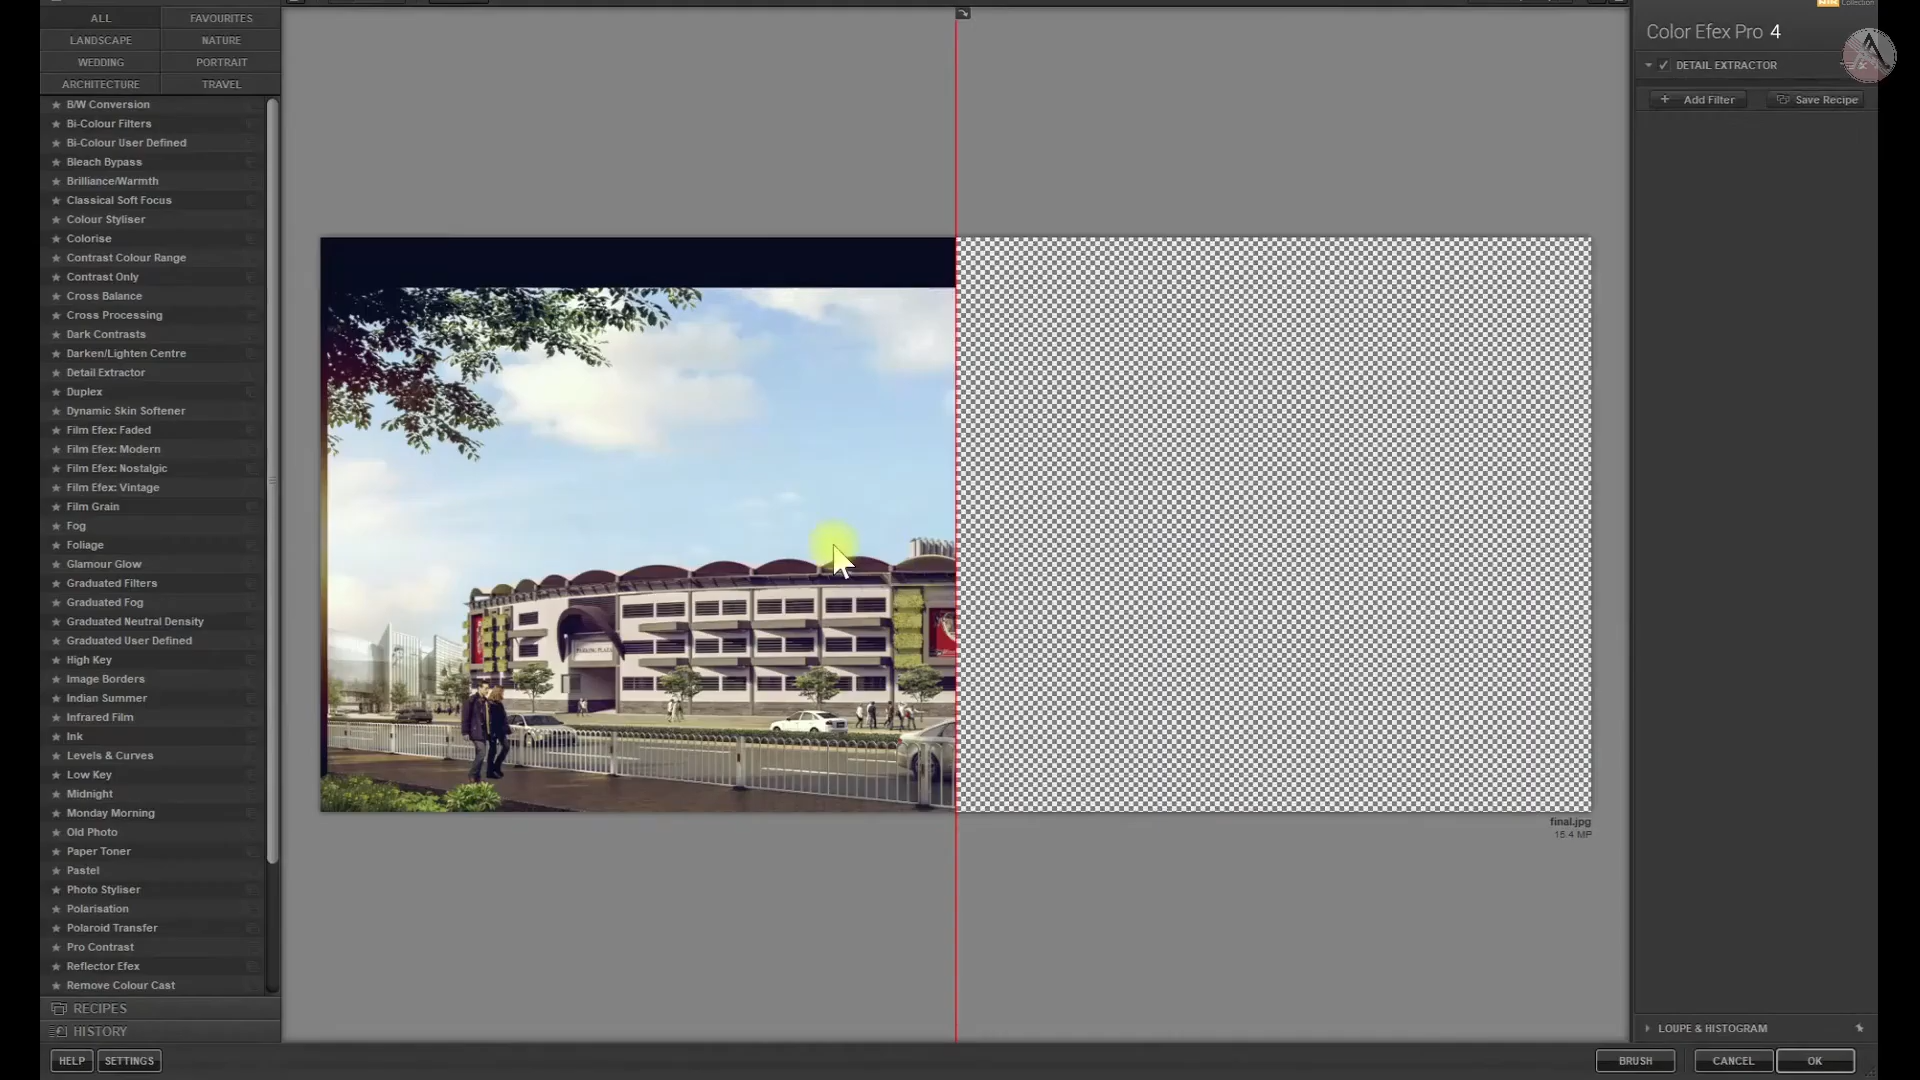 Collection
Color Efex Pro 4
ALL
FAVOURITES
LANDSCAPE
NATURE
WEDDING
PORTRAIT
ARCHITECTURE
TRAVEL
DETAIL EXTRACTOR
Add Filter
Save Recipe
B/W Conversion
Bi-Colour Filters
Bi-Colour User Defined
Bleach Bypass
Brilliance/Warmth
Classical Soft Focus
Colour Styliser
Colorise
Contrast Colour Range
Contrast Only
Cross Balance
Cross Processing
Dark Contrasts
Darken/Lighten Centre
Detail Extractor
Duplex
Dynamic Skin Softener
Film Efex: Faded
Film Efex: Modern
Film Efex: Nostalgic
Film Efex: Vintage
Film Grain
Fog
Foliage
Glamour Glow
Graduated Filters
Graduated Fog
Graduated Neutral Density
Graduated User Defined
High Key
Image Borders
Indian Summer
Infrared Film
Ink
Levels & Curves
Low Key
Midnight
Monday Morning
Old Photo
Paper Toner
Pastel
Photo Styliser
Polarisation
Polaroid Transfer
Pro Contrast
Reflector Efex
Remove Colour Cast
final.jpg
15.4 MP
RECIPES
HISTORY
LOUPE & HISTOGRAM
HELP
SETTINGS
BRUSH
CANCEL
OK